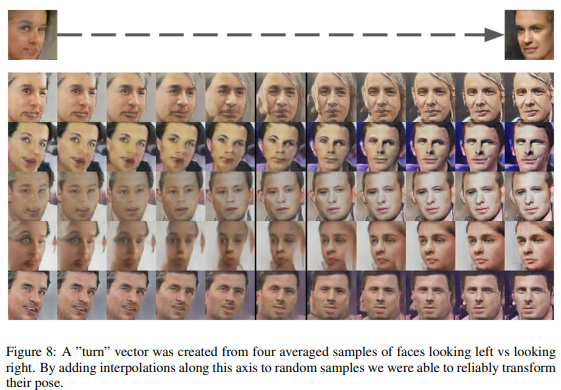 Figure 8: A ”turn” vector was created from four averaged samples of faces looking left vs looking
right. By adding interpolations along this axis to random samples we were able to reliably transform
their pose.